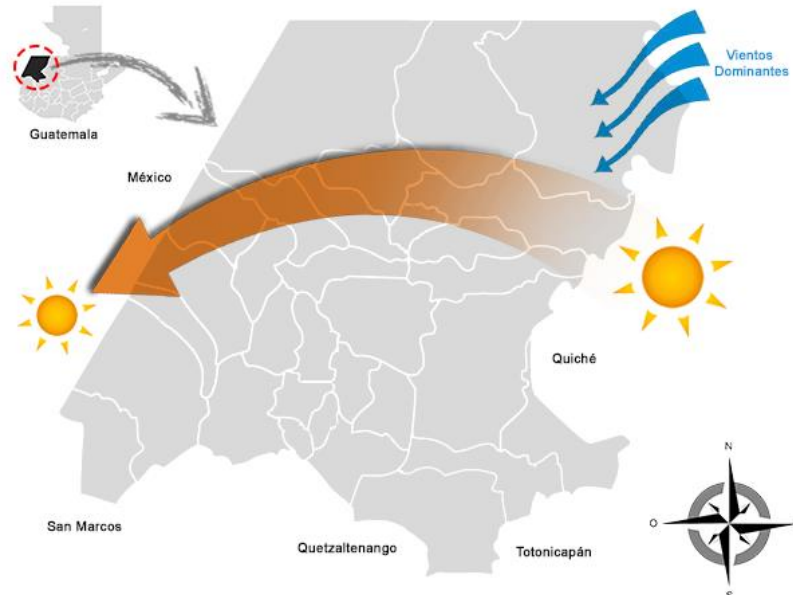 Vientos
Dominantes
Guatemala
México
Quiché
N
O
S
San Marcos
Quetzaltenango
Totonicapán